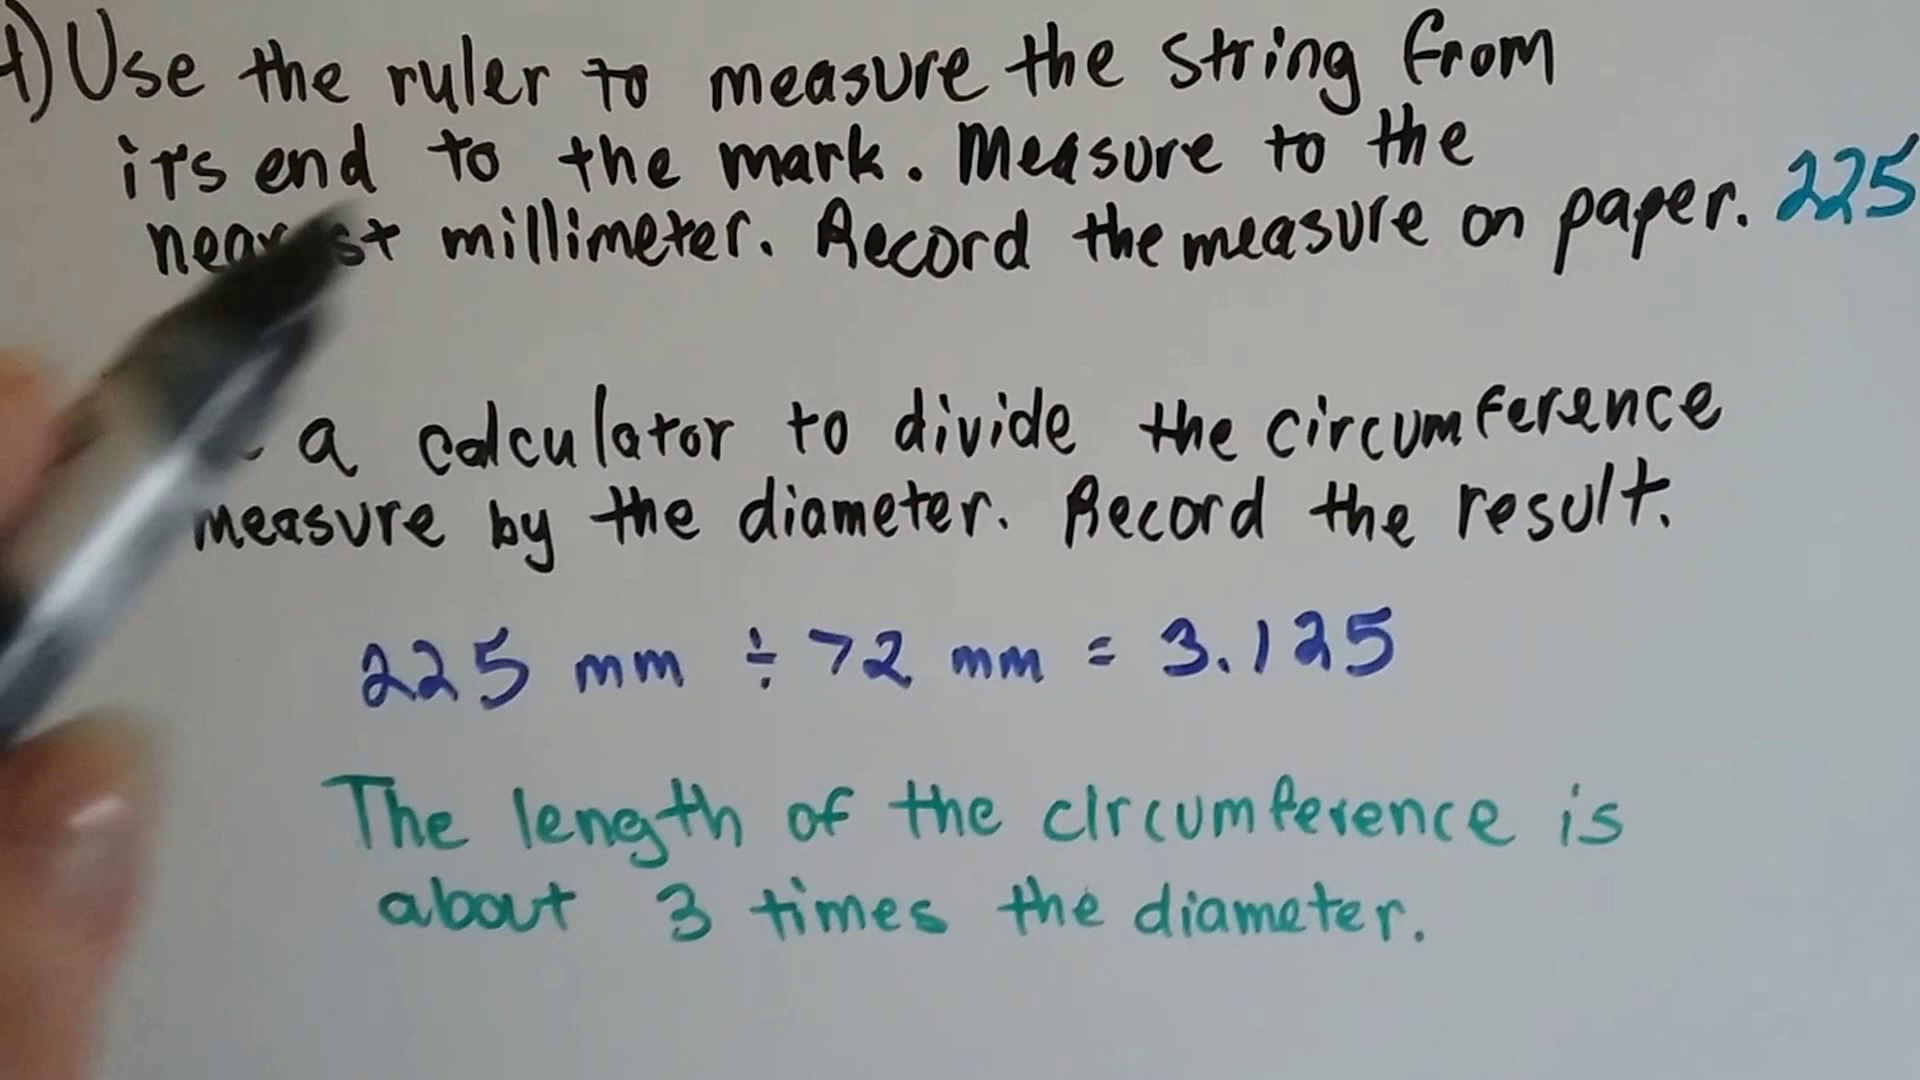 4) Use the ruler to measure the string from
it's end to the mark. Measure to the
nearest millimeter. Record the measure on paper. 225
a calculator to divide the circumference
measure by the diameter. Record the result.
225 mm ÷ 72 mm = 3.125
The length of the circumference is
about 3 times the diameter.